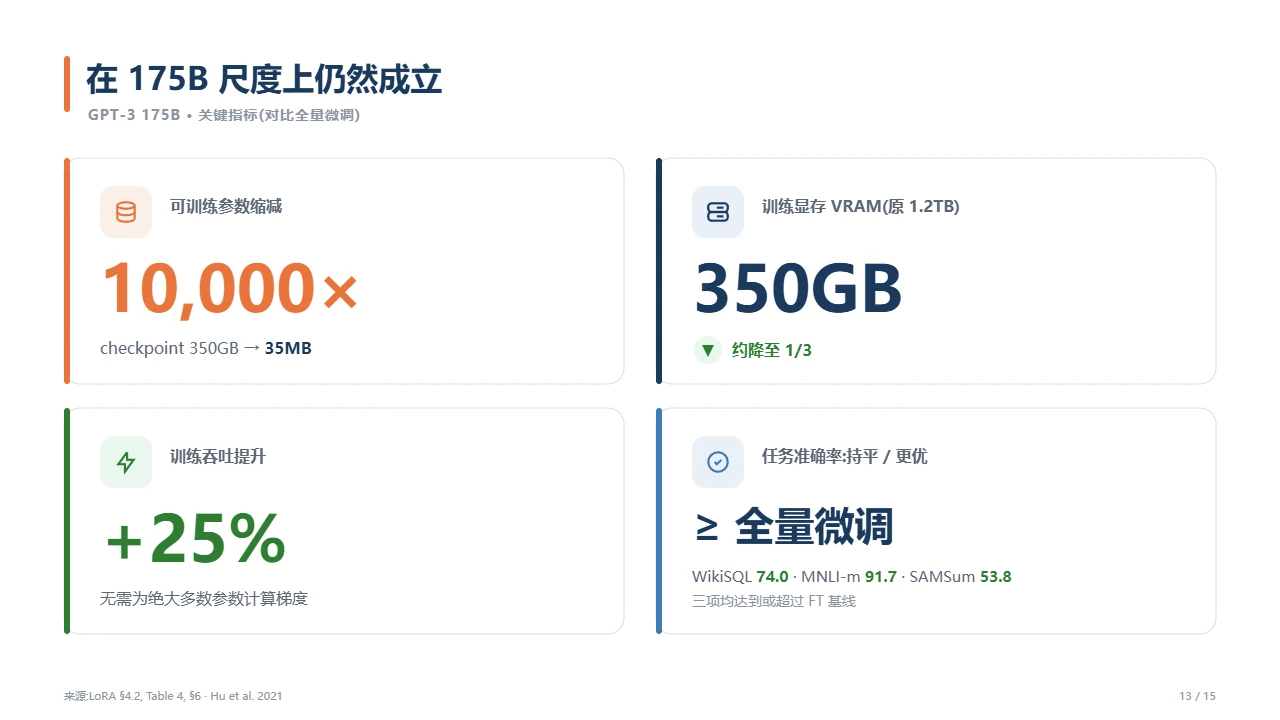 在 175B 尺度上仍然成立
GPT-3 175B • 关键指标(对比全量微调)
可训练参数缩减
10,000×
checkpoint 350GB → 35MB
训练显存 VRAM(原 1.2TB)
350GB
▼ 约降至 1/3
训练吞吐提升
+25%
无需为绝大多数参数计算梯度
任务准确率:持平 / 更优
≥ 全量微调
WikiSQL 74.0 · MNLI-m 91.7 · SAMSum 53.8
三项均达到或超过 FT 基线
来源:LoRA §4.2, Table 4, §6 · Hu et al. 2021
13 / 15